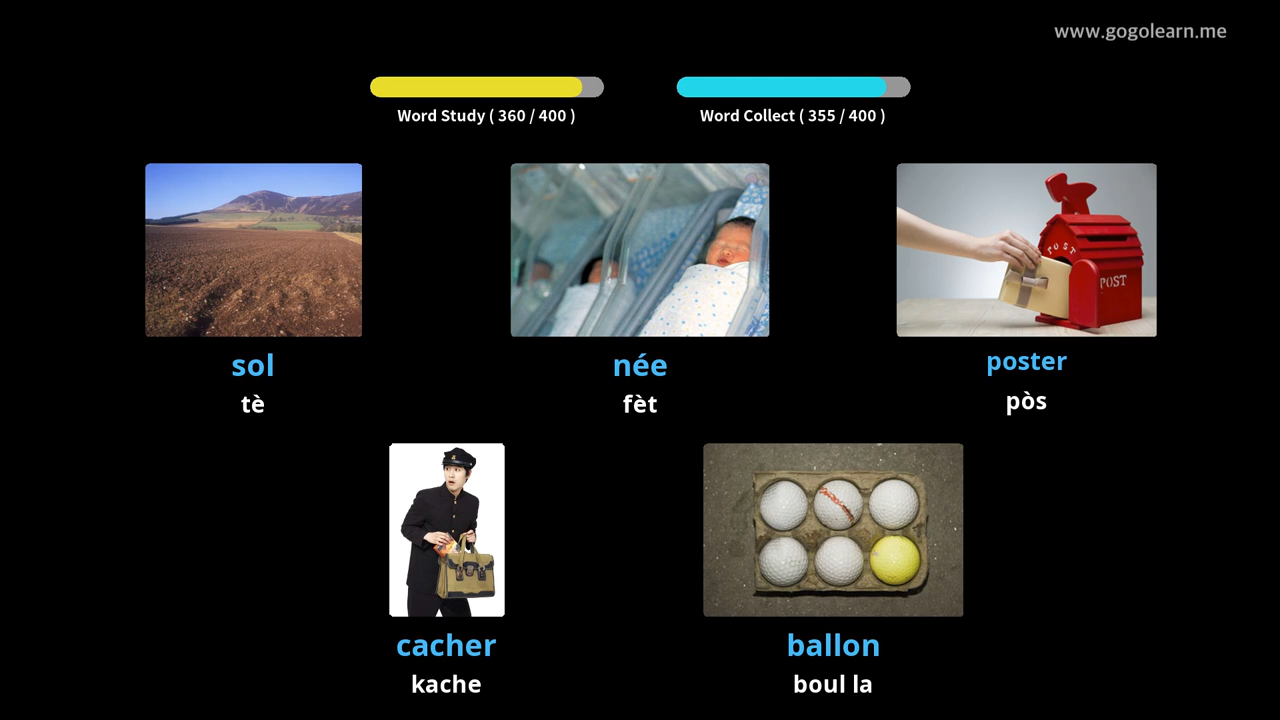 www.gogolearn.me
Word Study ( 360 / 400 )
Word Collect ( 355 / 400 )
POST
POST
sol
née
poster
tè
fèt
pòs
cacher
ballon
kache
boul la